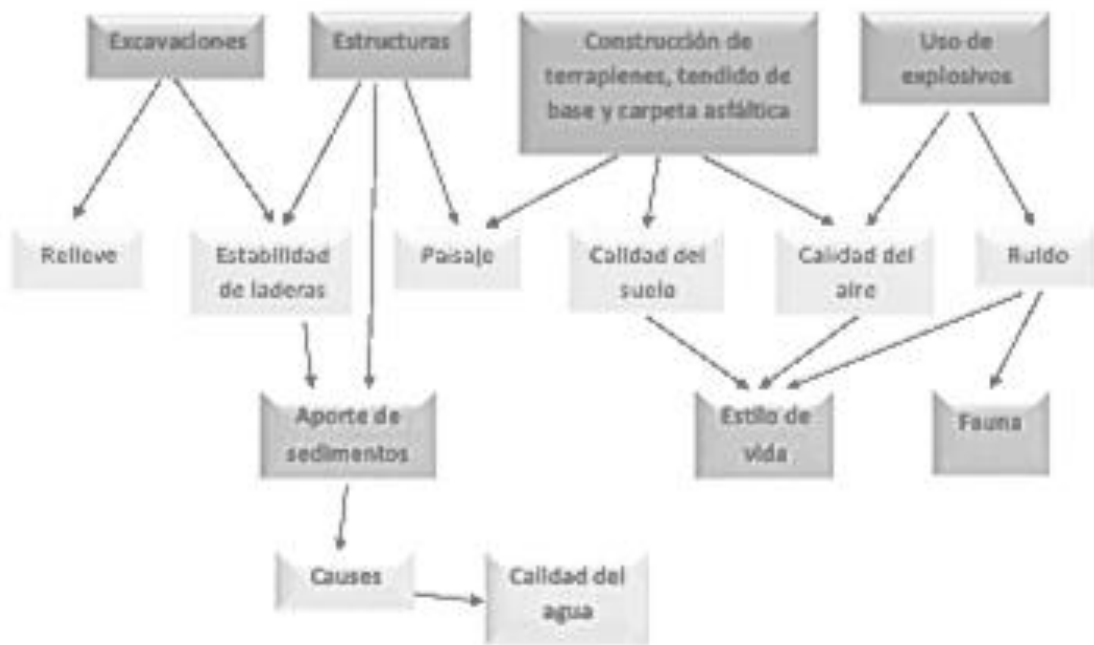 Excavaciones
Estructuras
Construcción de
terraplenes, tendido de
base y carpeta asfáltica
Uso de
explosivos
Relieve
Estabilidad
de laderas
Paisaje
Calidad del
suelo
Calidad del
aire
Ruido
Aporte de
sedimentos
Estilo de
vida
Fauna
Causes
Calidad del
agua